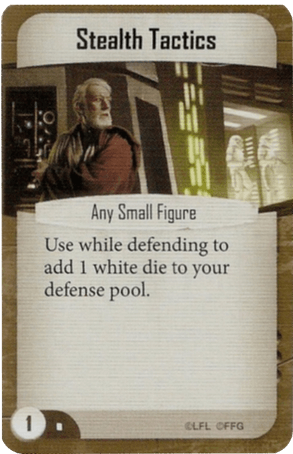 Stealth Tactics
Any Small Figure
Use while defending to
add 1 white die to your
defense pool.
1
©LFL ©FFG